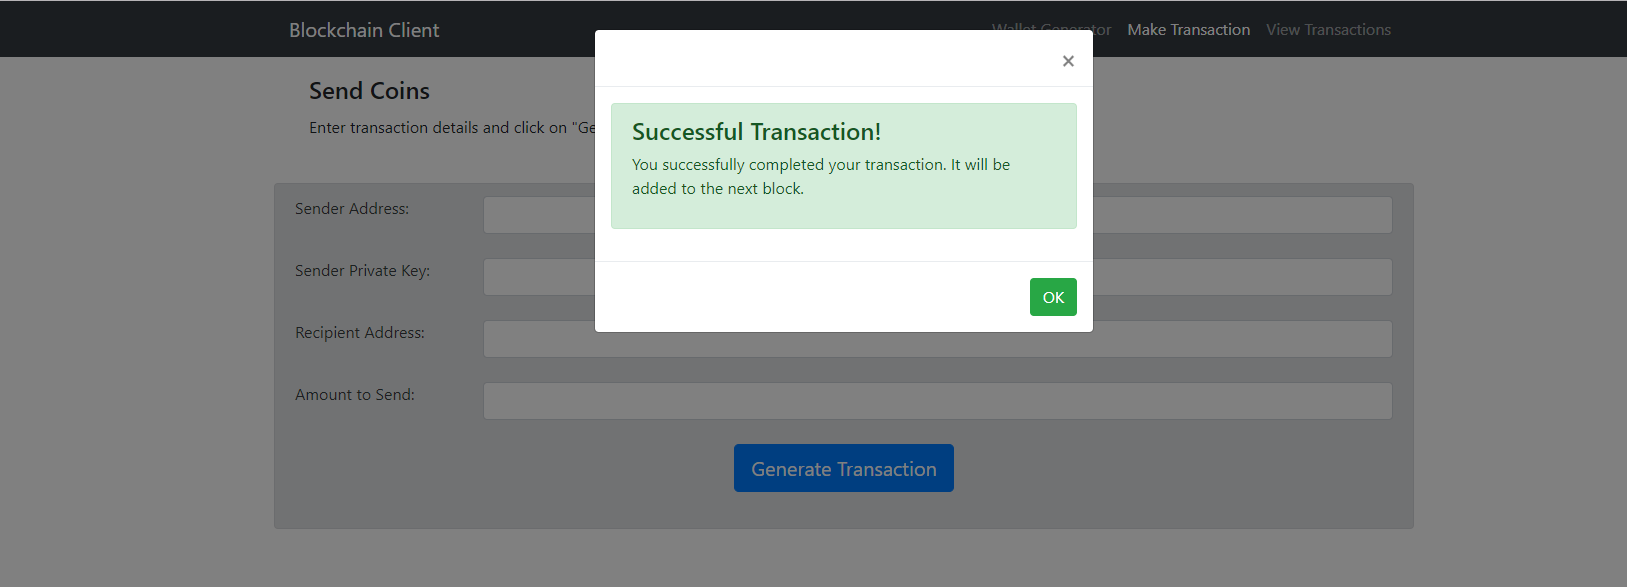 Blockchain Client
Wallet Generator Make Transaction View Transactions
×
Send Coins
Enter transaction details and click on "Ge
Successful Transaction!
You successfully completed your transaction. It will be
added to the next block.
OK
Sender Address:
Sender Private Key:
Recipient Address:
Amount to Send:
Generate Transaction